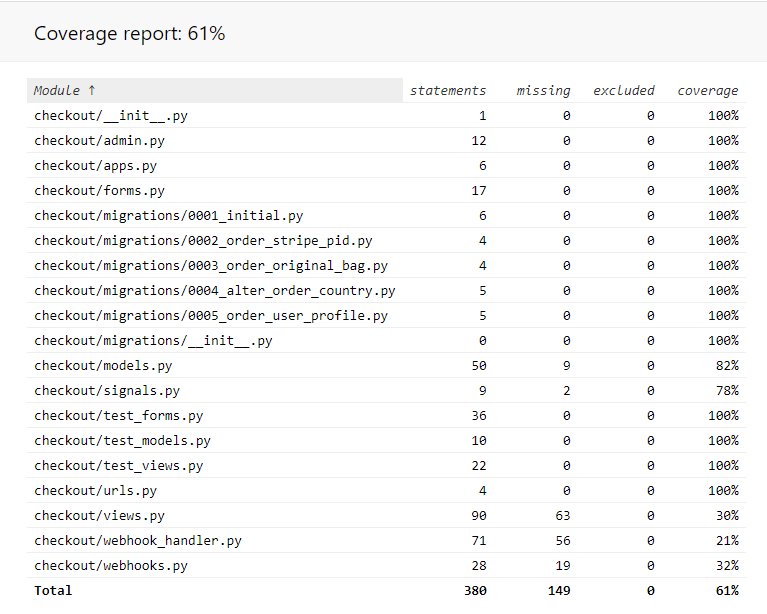 Coverage report: 61%
Module ↑ statements missing excluded coverage
checkout/__init__.py 1 0 0 100%
checkout/admin.py 12 0 0 100%
checkout/apps.py 6 0 0 100%
checkout/forms.py 17 0 0 100%
checkout/migrations/0001_initial.py 6 0 0 100%
checkout/migrations/0002_order_stripe_pid.py 4 0 0 100%
checkout/migrations/0003_order_original_bag.py 4 0 0 100%
checkout/migrations/0004_alter_order_country.py 5 0 0 100%
checkout/migrations/0005_order_user_profile.py 5 0 0 100%
checkout/migrations/__init__.py 0 0 0 100%
checkout/models.py 50 9 0 82%
checkout/signals.py 9 2 0 78%
checkout/test_forms.py 36 0 0 100%
checkout/test_models.py 10 0 0 100%
checkout/test_views.py 22 0 0 100%
checkout/urls.py 4 0 0 100%
checkout/views.py 90 63 0 30%
checkout/webhook_handler.py 71 56 0 21%
checkout/webhooks.py 28 19 0 32%
Total 380 149 0 61%